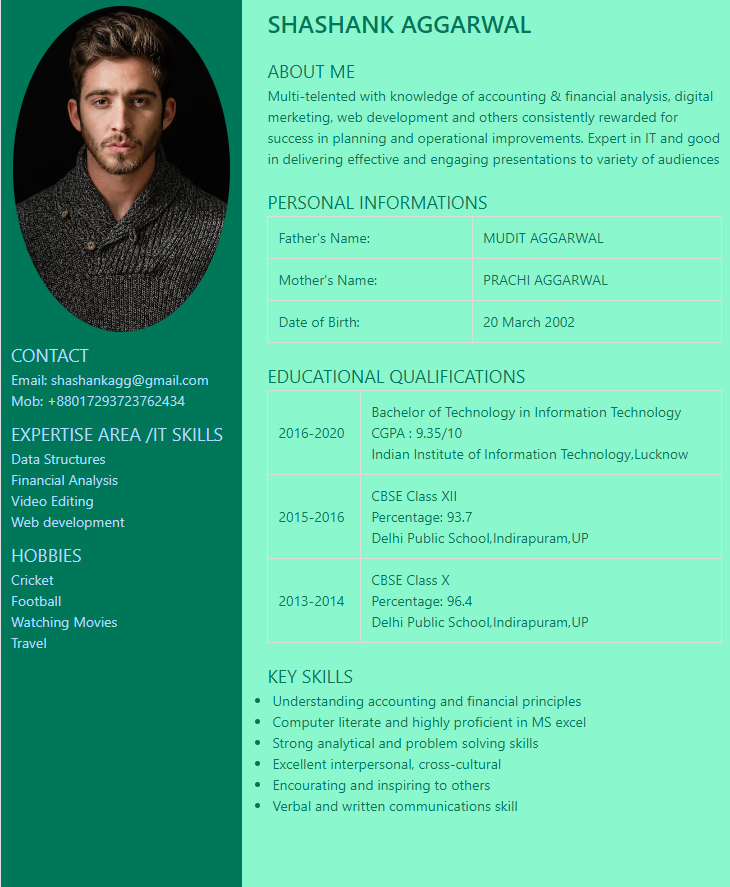 SHASHANK AGGARWAL
ABOUT ME
Multi-telented with knowledge of accounting & financial analysis, digital
merketing, web development and others consistently rewarded for
success in planning and operational improvements. Expert in IT and good
in delivering effective and engaging presentations to variety of audiences
PERSONAL INFORMATIONS
Father's Name: MUDIT AGGARWAL
Mother's Name: PRACHI AGGARWAL
Date of Birth: 20 March 2002
EDUCATIONAL QUALIFICATIONS
Bachelor of Technology in Information Technology
2016-2020 CGPA : 9.35/10
Indian Institute of Information Technology,Lucknow
CBSE Class XII
2015-2016 Percentage: 93.7
Delhi Public School,Indirapuram,UP
CBSE Class X
2013-2014 Percentage: 96.4
Delhi Public School,Indirapuram,UP
KEY SKILLS
• Understanding accounting and financial principles
• Computer literate and highly proficient in MS excel
• Strong analytical and problem solving skills
• Excellent interpersonal, cross-cultural
• Encourating and inspiring to others
• Verbal and written communications skill
CONTACT
Email: shashankagg@gmail.com
Mob: +88017293723762434
EXPERTISE AREA /IT SKILLS
Data Structures
Financial Analysis
Video Editing
Web development
HOBBIES
Cricket
Football
Watching Movies
Travel